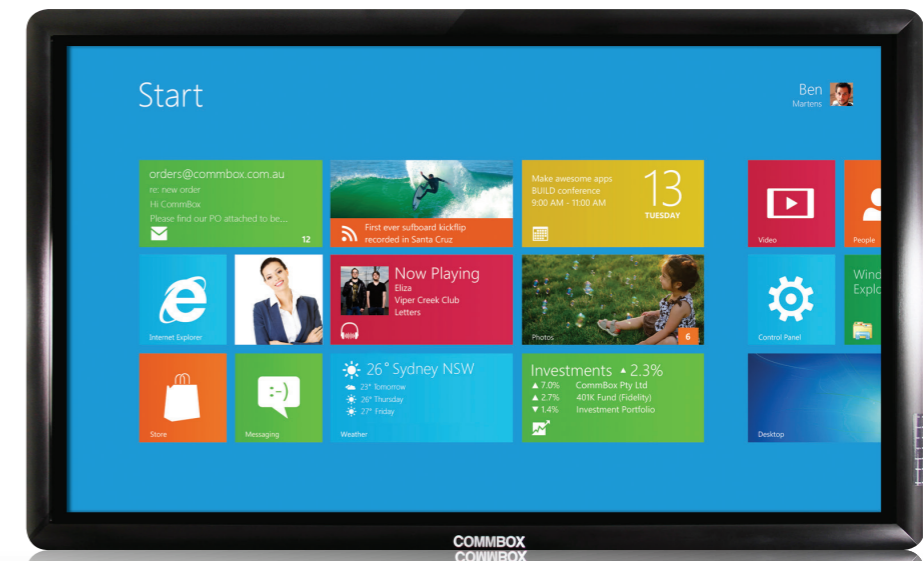 Start
Ben
Martens
orders@commbox.com.au
re: new order
Hi CommBox
Please find our PO attached to be....
12
First ever sufboard kickflip
recorded in Santa Cruz
Make awesome apps
BUILD conference
9:00 AM - 11:00 AM
13
TUESDAY
Video
People
Internet Explorer
Now Playing
Eliza
Viper Creek Club
Letters
Photos
6
Control Panel
Wind
Explo
Store
:-)
Messaging
26° Sydney NSW
23° Tomorrow
26° Thursday
27° Friday
Weather
Investments ▲ 2.3%
▲ 7.0% CommBox Pty Ltd
▲ 2.7% 401K Fund (Fidelity)
▼ 1.4% Investment Portfolio
Desktop
COMMBOX